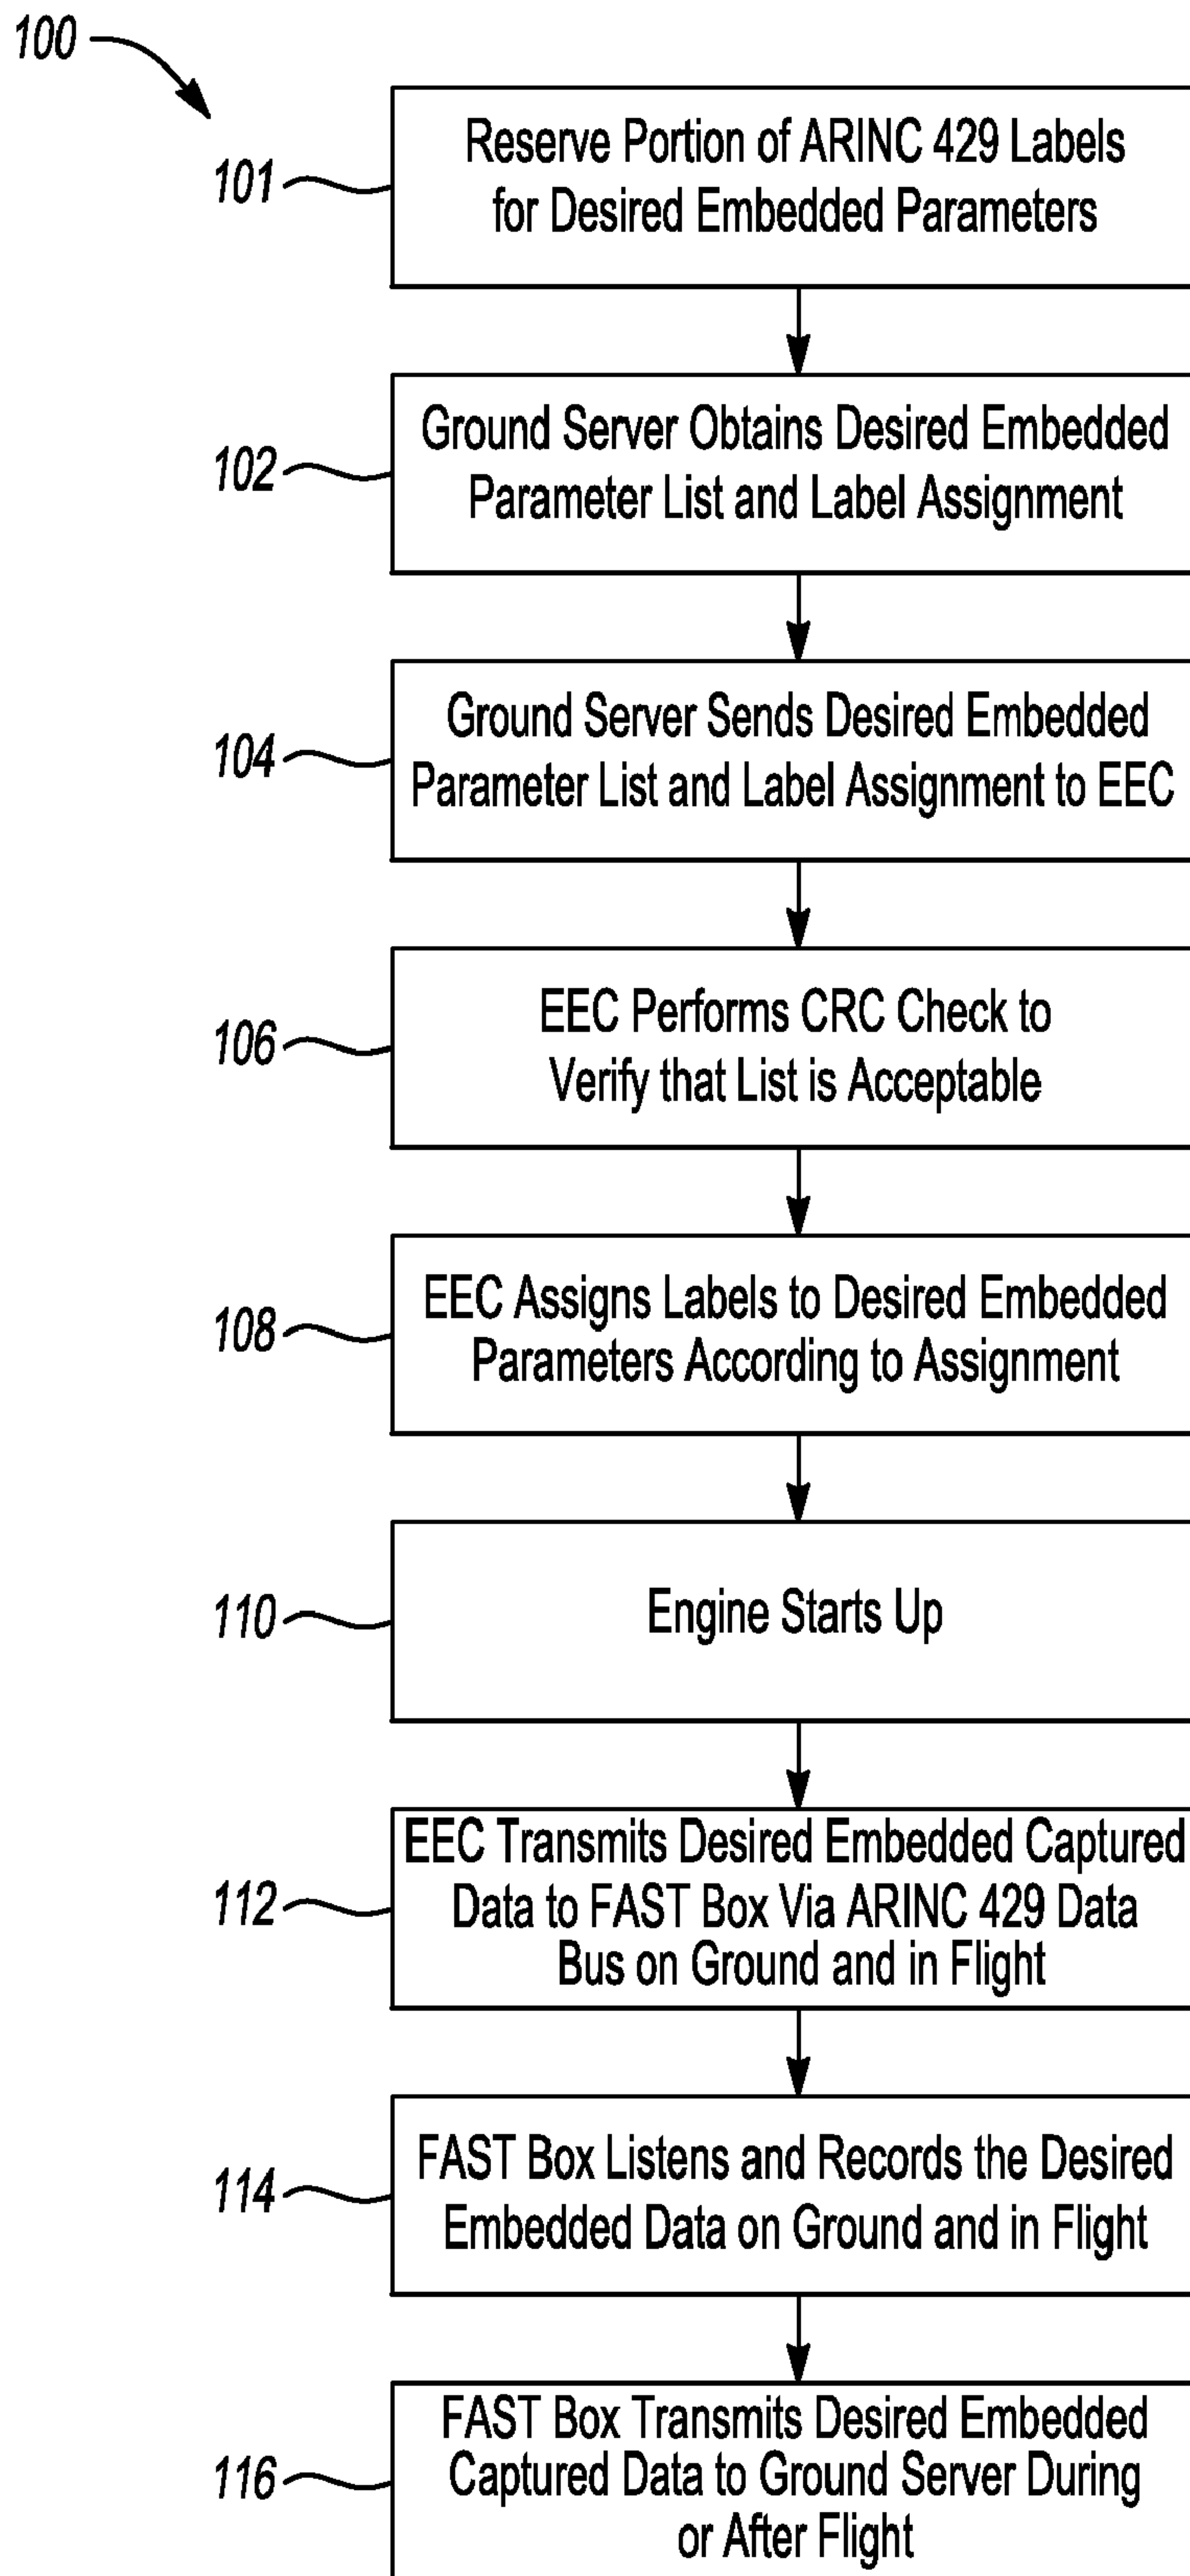 100
101
Reserve Portion of ARINC 429 Labels
for Desired Embedded Parameters
102
Ground Server Obtains Desired Embedded
Parameter List and Label Assignment
104
Ground Server Sends Desired Embedded
Parameter List and Label Assignment to EEC
106
EEC Performs CRC Check to
Verify that List is Acceptable
108
EEC Assigns Labels to Desired Embedded
Parameters According to Assignment
110
Engine Starts Up
112
EEC Transmits Desired Embedded Captured
Data to FAST Box Via ARINC 429 Data
Bus on Ground and in Flight
114
FAST Box Listens and Records the Desired
Embedded Data on Ground and in Flight
116
FAST Box Transmits Desired Embedded
Captured Data to Ground Server During
or After Flight